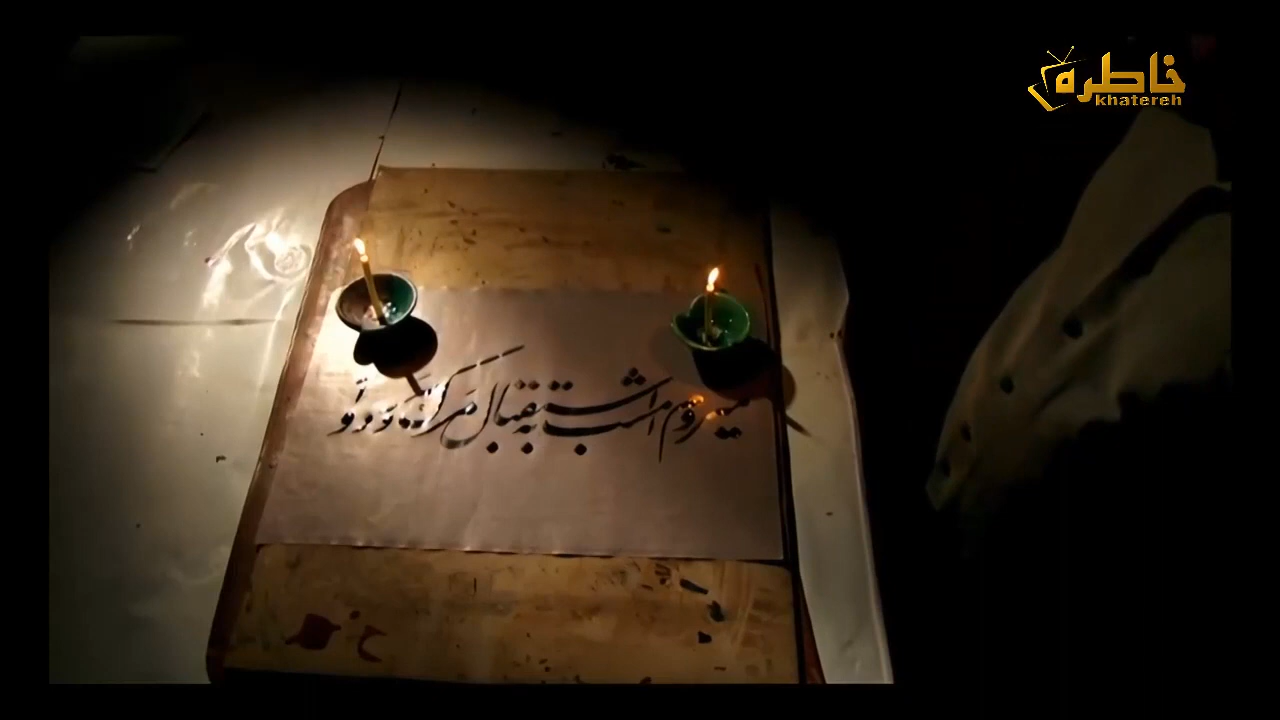 خاطره
khatereh
میروم امشب به استقبال مرگ